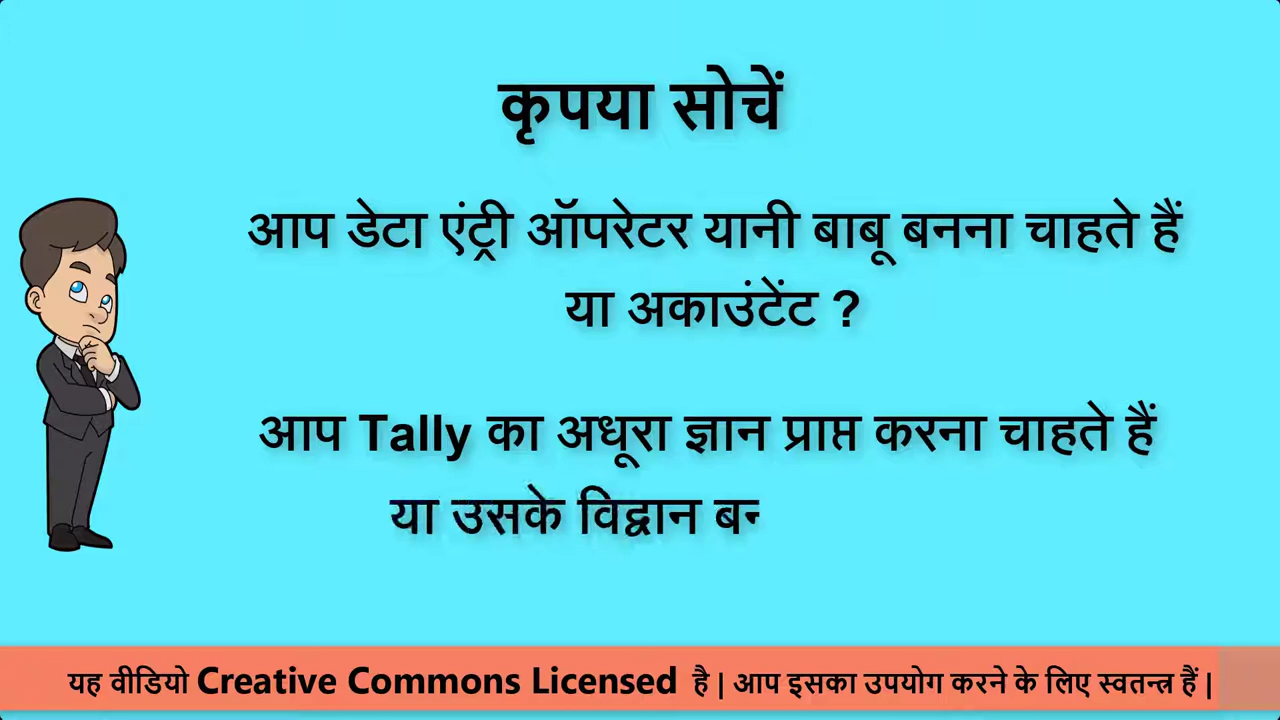 कृपया सोचें
आप डेटा एंट्री ऑपरेटर यानी बाबू बनना चाहते हैं
या अकाउंटेंट ?
आप Tally का अधूरा ज्ञान प्राप्त करना चाहते हैं
या उसके विद्वान
यह वीडियो Creative Commons Licensed है | आप इसका उपयोग करने के लिए स्वतन्त्र हैं |